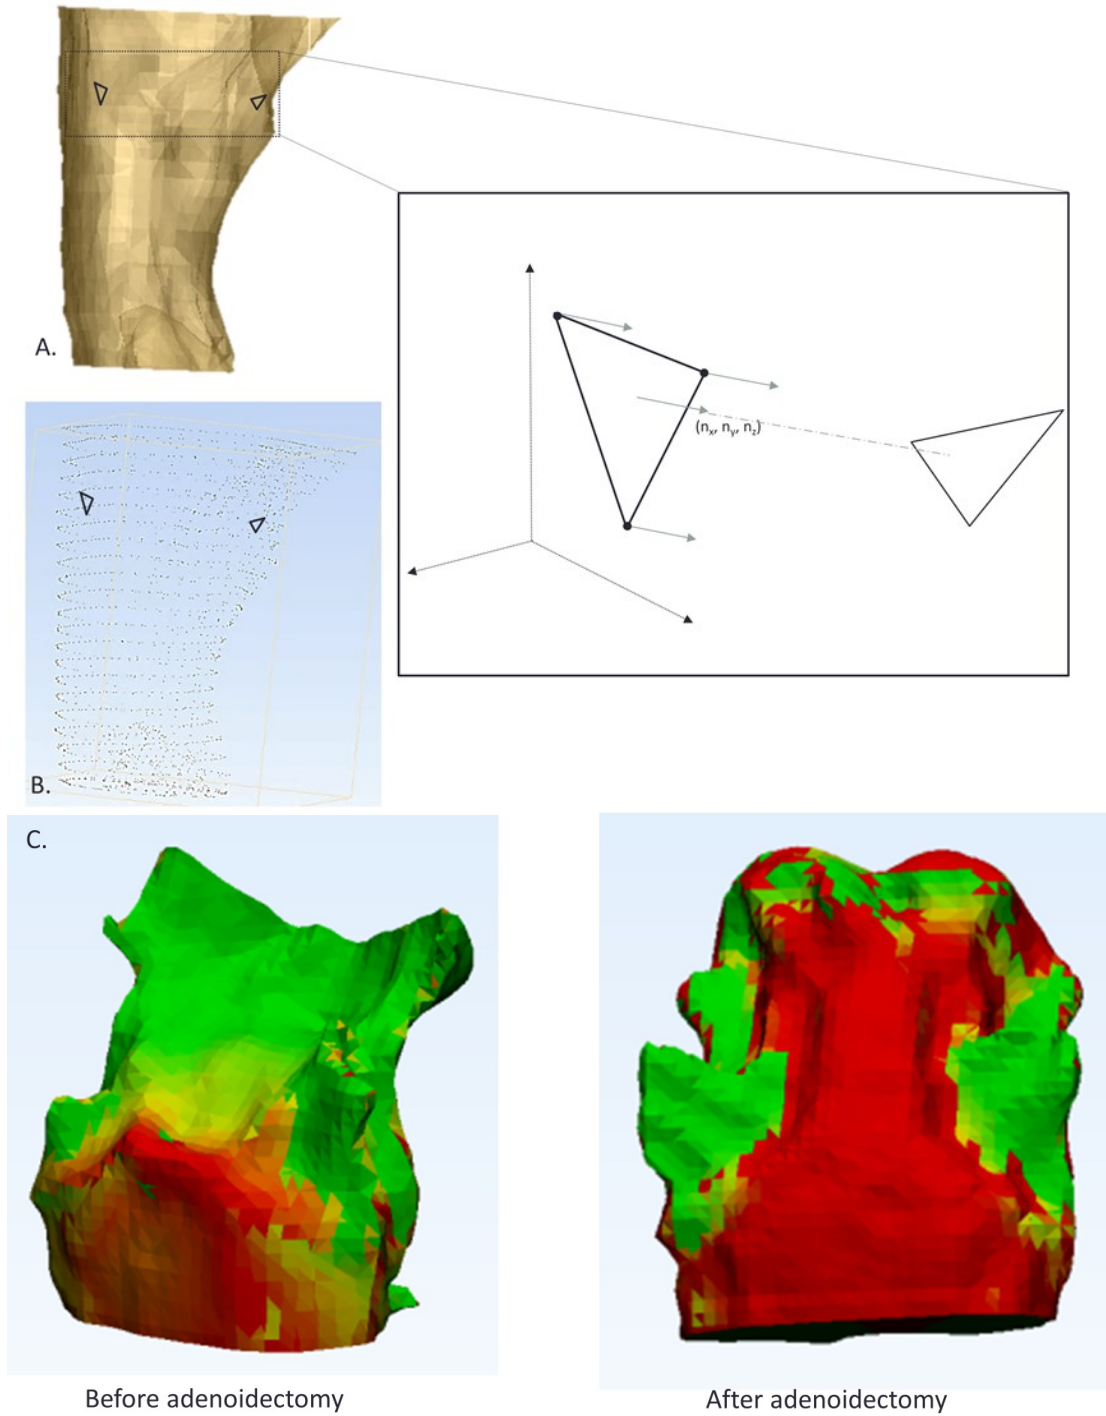 A.
(nx, ny, nz)
B.
C.
Before adenoidectomy
After adenoidectomy